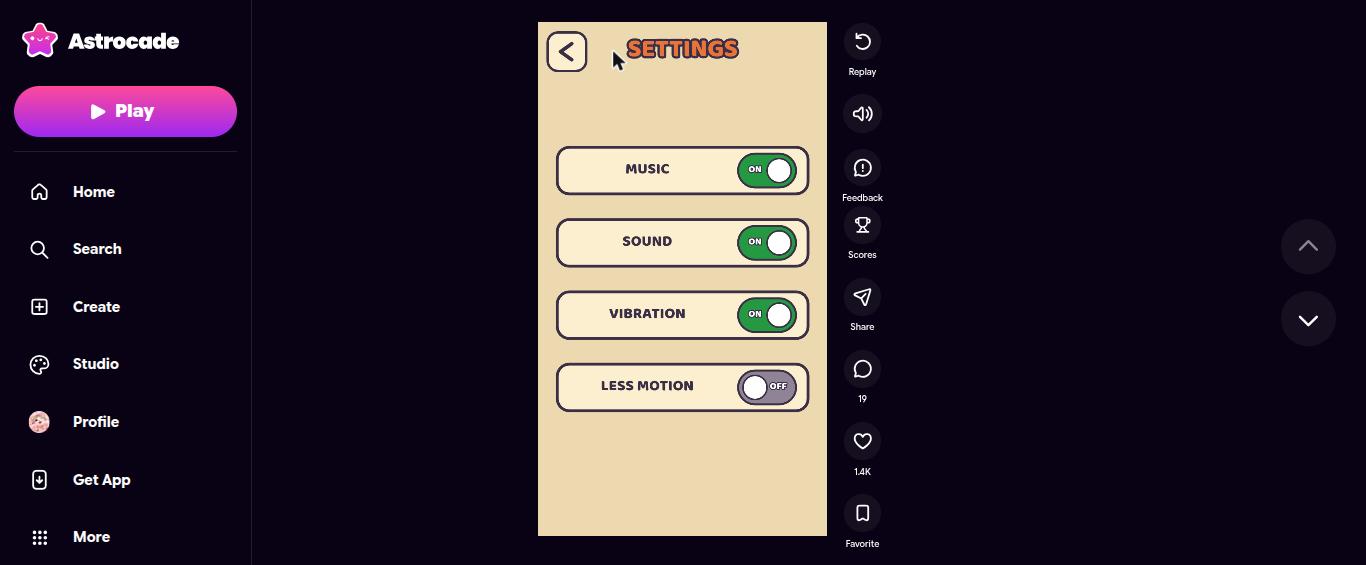 Astrocade
Play
Home
Search
Create
Studio
Profile
Get App
More
SETTINGS
MUSIC ON
SOUND ON
VIBRATION ON
LESS MOTION OFF
Replay
Feedback
Scores
Share
19
1.4K
Favorite